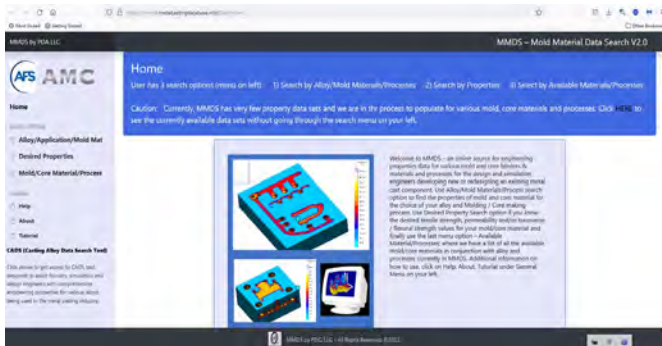 Getting Started
MMDS by PDA LLC
MMDS – Mold Material Data Search V2.0
AFS AMC
Home
Alloy/Application/Mold Mat
Desired Properties
Mold/Core Material/Process
Help
About
Tutorial
CADS (Casting Alloy Data Search Tool)
Home
User has 3 search options (menu on left) 1) Search by Alloy/Mold Materials/Processes 2) Search by Properties 3) Select by Available Materials/Processes
Caution: Currently, MMDS has very few property data sets and we are in the process to populate for various mold, core materials and processes. Click HERE to
see the currently available data sets without going through the search menu on your left.
Welcome to MMDS - an online source for engineering
properties data for various mold and core binders &
materials and processes for the design and simulation
engineers developing new or redesigning an existing metal
cast component. Use Alloy/Mold Materials/Process search
option to find the properties of mold and core material for
the choice of your alloy and Molding / Core making
process. Use Desired Property Search option if you know
the desired tensile strength, permeability and/or transverse
/ flexural strength values for your mold/core material and
finally use the last menu option - Available
Material/Processes, where we have a list of all the available
mold/core materials in conjunction with alloy and
processes currently in MMDS. Additional information on
how to use, click on Help, About, Tutorial under General
Menu on your left.
MMDS by PDA LLC - All Rights Reserved